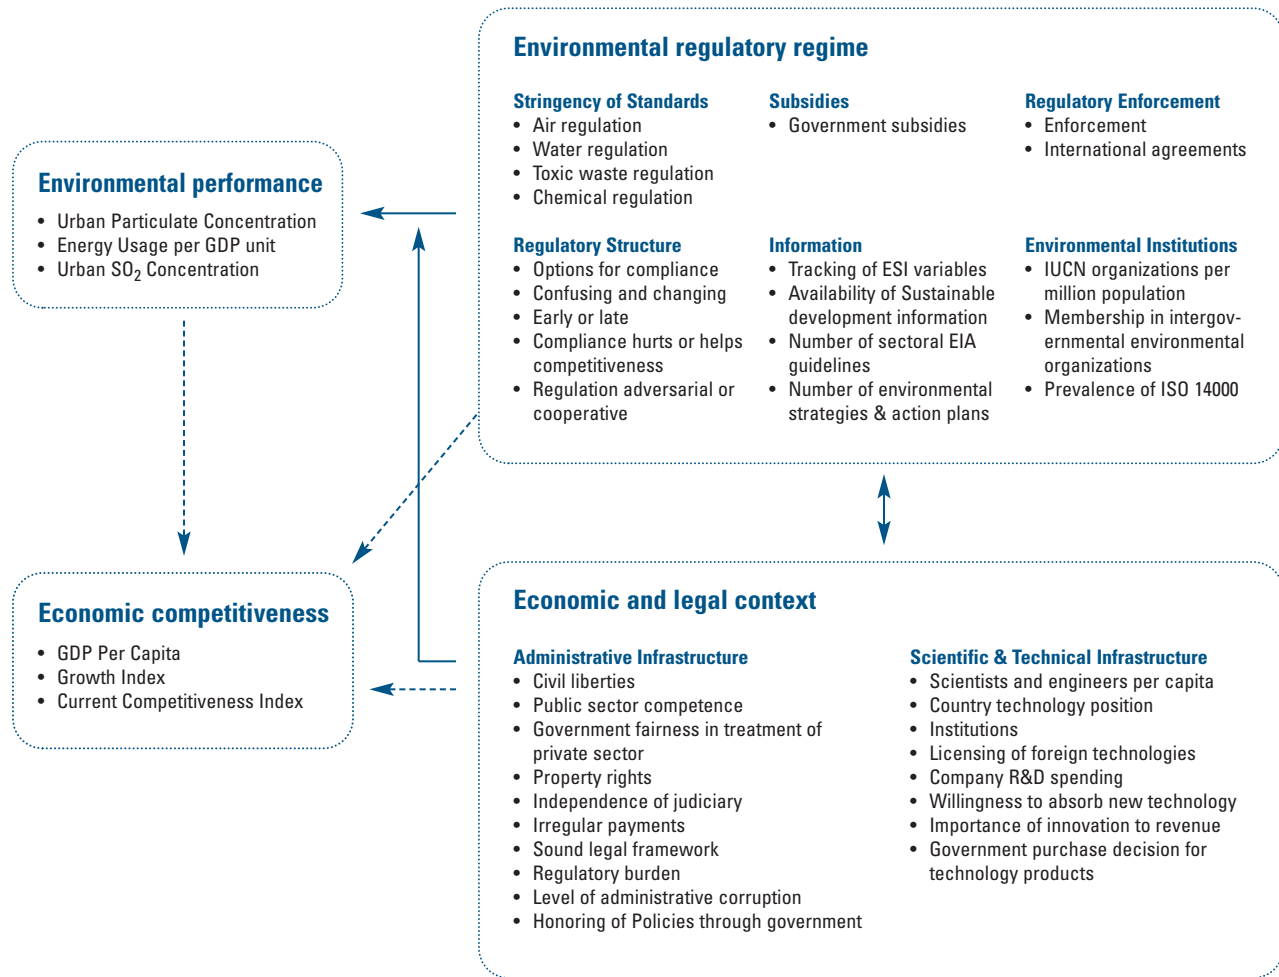 Environmental regulatory regime
Stringency of Standards
• Air regulation
• Water regulation
• Toxic waste regulation
• Chemical regulation
Subsidies
• Government subsidies
Regulatory Enforcement
• Enforcement
• International agreements
Regulatory Structure
• Options for compliance
• Confusing and changing
• Early or late
• Compliance hurts or helps
competitiveness
• Regulation adversarial or
cooperative
Information
• Tracking of ESI variables
• Availability of Sustainable
development information
• Number of sectoral EIA
guidelines
• Number of environmental
strategies & action plans
Environmental Institutions
• IUCN organizations per
million population
• Membership in intergov-
ernmental environmental
organizations
• Prevalence of ISO 14000
Environmental performance
• Urban Particulate Concentration
• Energy Usage per GDP unit
• Urban SO₂ Concentration
Economic competitiveness
• GDP Per Capita
• Growth Index
• Current Competitiveness Index
Economic and legal context
Administrative Infrastructure
• Civil liberties
• Public sector competence
• Government fairness in treatment of
private sector
• Property rights
• Independence of judiciary
• Irregular payments
• Sound legal framework
• Regulatory burden
• Level of administrative corruption
• Honoring of Policies through government
Scientific & Technical Infrastructure
• Scientists and engineers per capita
• Country technology position
• Institutions
• Licensing of foreign technologies
• Company R&D spending
• Willingness to absorb new technology
• Importance of innovation to revenue
• Government purchase decision for
technology products